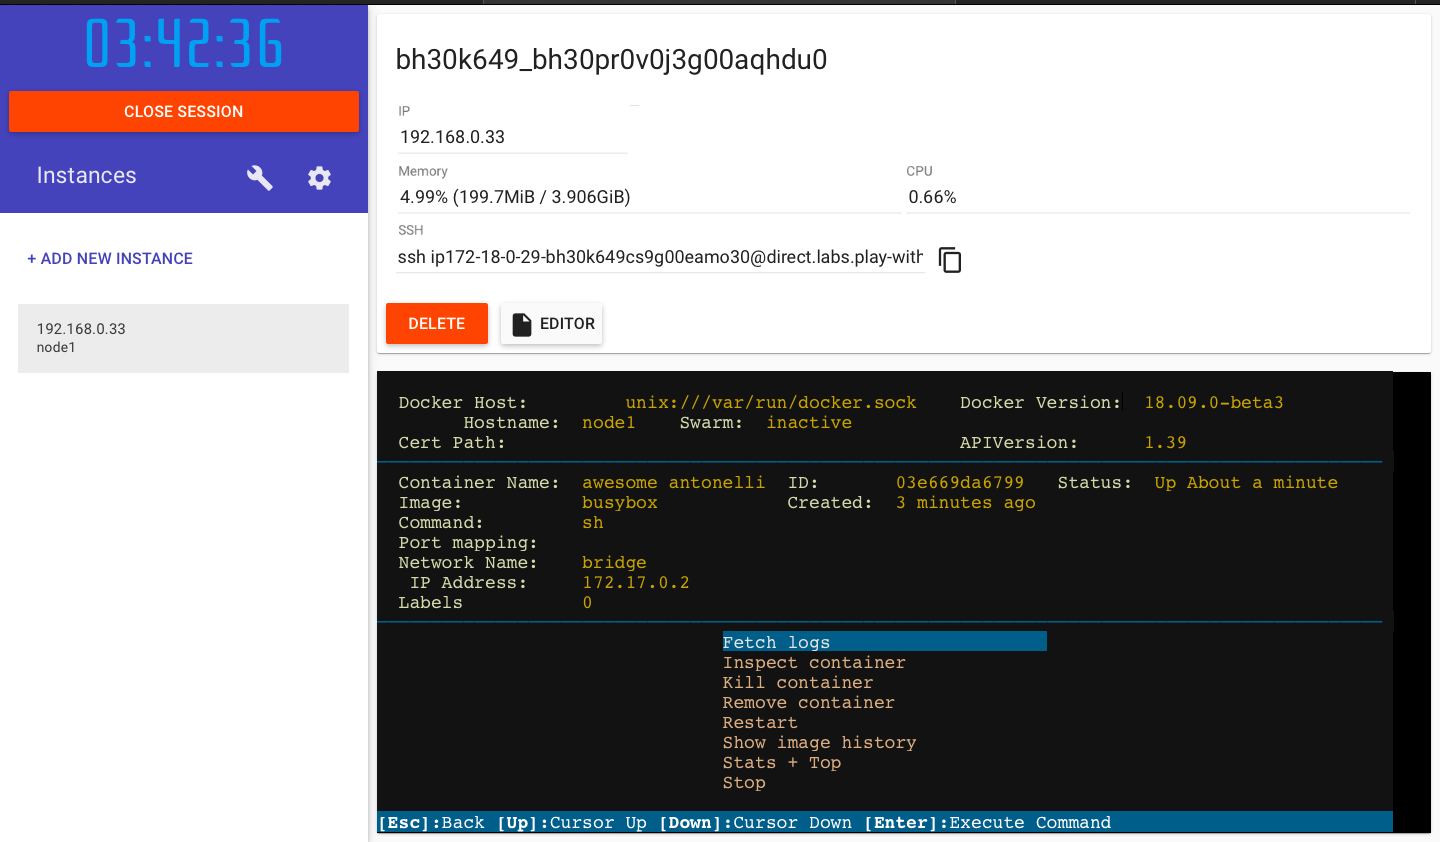 03:42:36
CLOSE SESSION
Instances
+ ADD NEW INSTANCE
192.168.0.33
node1
bh30k649_bh30pr0v0j3g00aqhdu0
IP
192.168.0.33
Memory
4.99% (199.7MiB / 3.906GiB)
CPU
0.66%
SSH
ssh ip172-18-0-29-bh30k649cs9g00eamo30@direct.labs.play-with
DELETE
EDITOR
Docker Host: unix:///var/run/docker.sock Docker Version: 18.09.0-beta3
Hostname: node1 Swarm: inactive
Cert Path: APIVersion: 1.39
Container Name: awesome antonelli ID: 03e669da6799 Status: Up About a minute
Image: busybox Created: 3 minutes ago
Command: sh
Port mapping:
Network Name: bridge
IP Address: 172.17.0.2
Labels 0
Fetch logs
Inspect container
Kill container
Remove container
Restart
Show image history
Stats + Top
Stop
[Esc]:Back [Up]:Cursor Up [Down]:Cursor Down [Enter]:Execute Command